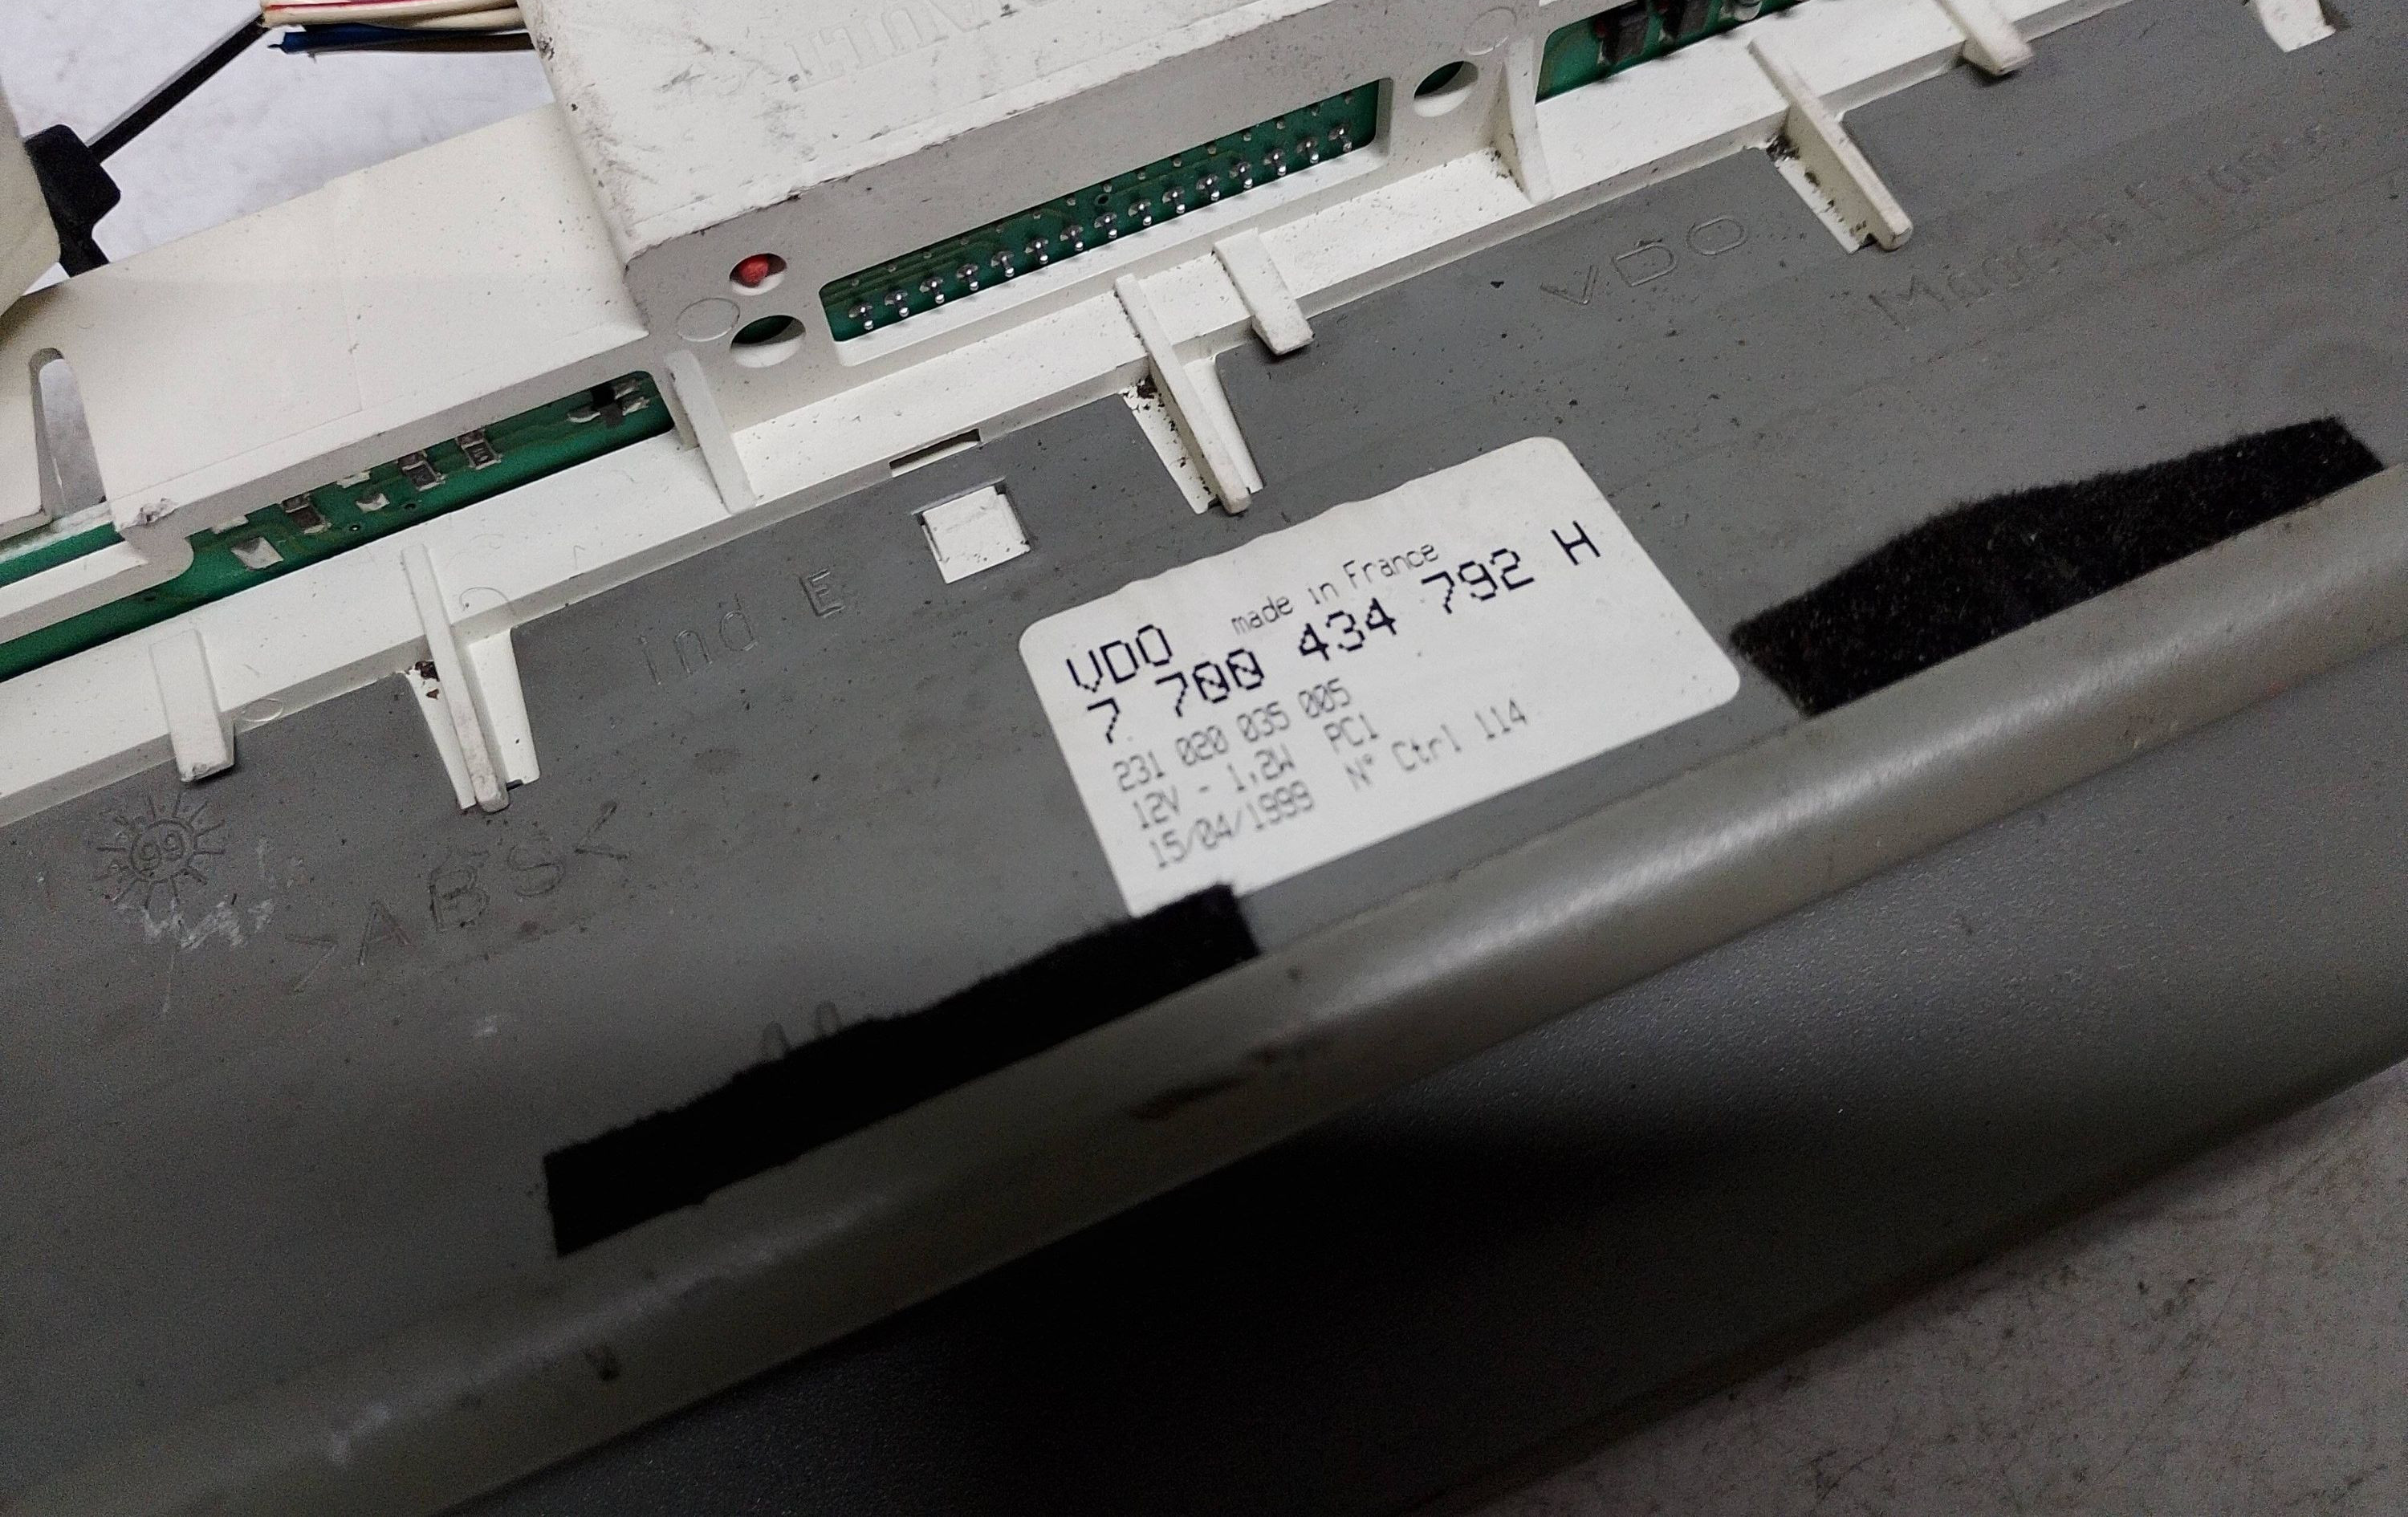 VDO
Ind E
VDO made in France
7 700 434 792 H
231 020 035 005
12V - 1,2W PC1
15/04/1999 N° Ctrl 114
99
>ABS<